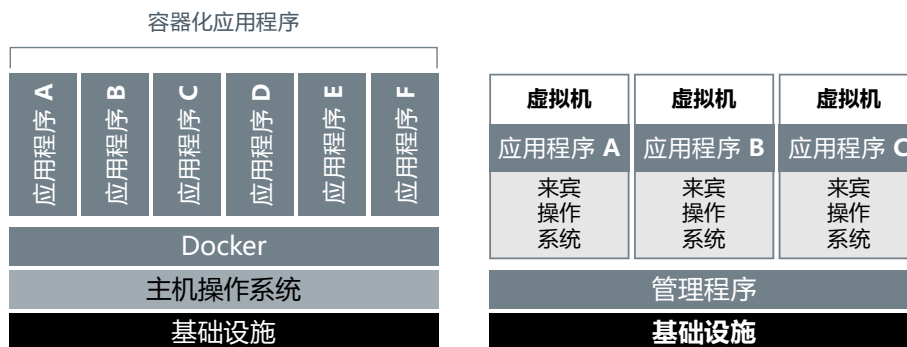 容器化应用程序
应用程序 A
应用程序 B
应用程序 C
应用程序 D
应用程序 E
应用程序 F
Docker
主机操作系统
基础设施
虚拟机
应用程序 A
来宾
操作
系统
虚拟机
应用程序 B
来宾
操作
系统
虚拟机
应用程序 C
来宾
操作
系统
管理程序
基础设施